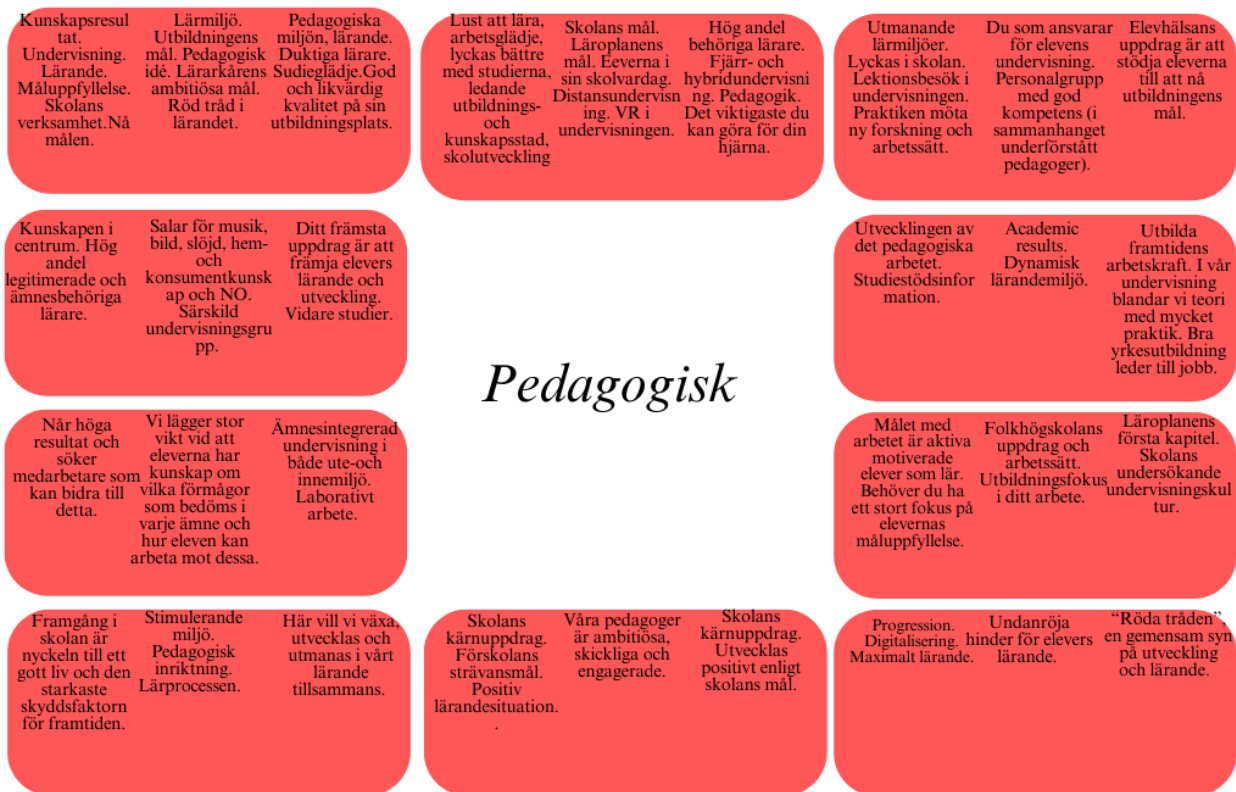 Kunskapsresul
tat.
Undervisning.
Lärande.
Måluppfyllelse.
Skolans
verksamhet.Nå
målen.
Lärmiljö.
Utbildningens
mål. Pedagogisk
idé. Lärarkårens
ambitiösa mål.
Röd tråd i
lärandet.
Pedagogiska
miljön, lärande.
Duktiga lärare.
Sudieglädje.God
och likvärdig
kvalitet på sin
utbildningsplats.
Lust att lära,
arbetsglädje,
lyckas bättre
med studierna,
ledande
utbildnings-
och
kunskapsstad,
skolutveckling
Skolans mål.
Läroplanens
mål. Eeverna i
sin skolvardag.
Distansundervisn
ing. VR i
undervisningen.
Hög andel
behöriga lärare.
Fjärr- och
hybridundervisni
ng. Pedagogik.
Det viktigaste du
kan göra för din
hjärna.
Utmanande
lärmiljöer.
Lyckas i skolan.
Lektionsbesök i
undervisningen.
Praktiken möta
ny forskning och
arbetssätt.
Du som ansvarar
för elevens
undervisning.
Personalgrupp
med god
kompetens (i
sammanhanget
underförstått
pedagoger).
Elevhälsans
uppdrag är att
stödja eleverna
till att nå
utbildningens
mål.
Kunskapen i
centrum. Hög
andel
legitimerade och
ämnesbehöriga
lärare.
Salar för musik,
bild, slöjd, hem-
och
konsumentkunsk
ap och NO.
Särskild
undervisningsgru
pp.
Ditt främsta
uppdrag är att
främja elevers
lärande och
utveckling.
Vidare studier.
Utvecklingen av
det pedagogiska
arbetet.
Studiestödsinfor
mation.
Academic
results.
Dynamisk
lärandemiljö.
Utbilda
framtidens
arbetskraft. I vår
undervisning
blandar vi teori
med mycket
praktik. Bra
yrkesutbildning
leder till jobb.
Pedagogisk
Når höga
resultat och
söker
medarbetare som
kan bidra till
detta.
Vi lägger stor
vikt vid att
eleverna har
kunskap om
vilka förmågor
som bedöms i
varje ämne och
hur eleven kan
arbeta mot dessa.
Ämnesintegrerad
undervisning i
både ute-och
innemiljö.
Laborativt
arbete.
Målet med
arbetet är aktiva
motiverade
elever som lär.
Behöver du ha
ett stort fokus på
elevernas
måluppfyllelse.
Folkhögskolans
uppdrag och
arbetssätt.
Utbildningsfokus
i ditt arbete.
Läroplanens
första kapitel.
Skolans
undersökande
undervisningskul
tur.
Framgång i
skolan är
nyckeln till ett
gott liv och den
starkaste
skyddsfaktorn
för framtiden.
Stimulerande
miljö.
Pedagogisk
inriktning.
Lärprocessen.
Här vill vi växa,
utvecklas och
utmanas i vårt
lärande
tillsammans.
Skolans
kärnuppdrag.
Förskolans
strävansmål.
Positiv
lärandesituation.
.
Våra pedagoger
är ambitiösa,
skickliga och
engagerade.
Skolans
kärnuppdrag.
Utvecklas
positivt enligt
skolans mål.
Progression.
Digitalisering.
Maximalt lärande.
Undanröja
hinder för elevers
lärande.
“Röda tråden”,
en gemensam syn
på utveckling
och lärande.